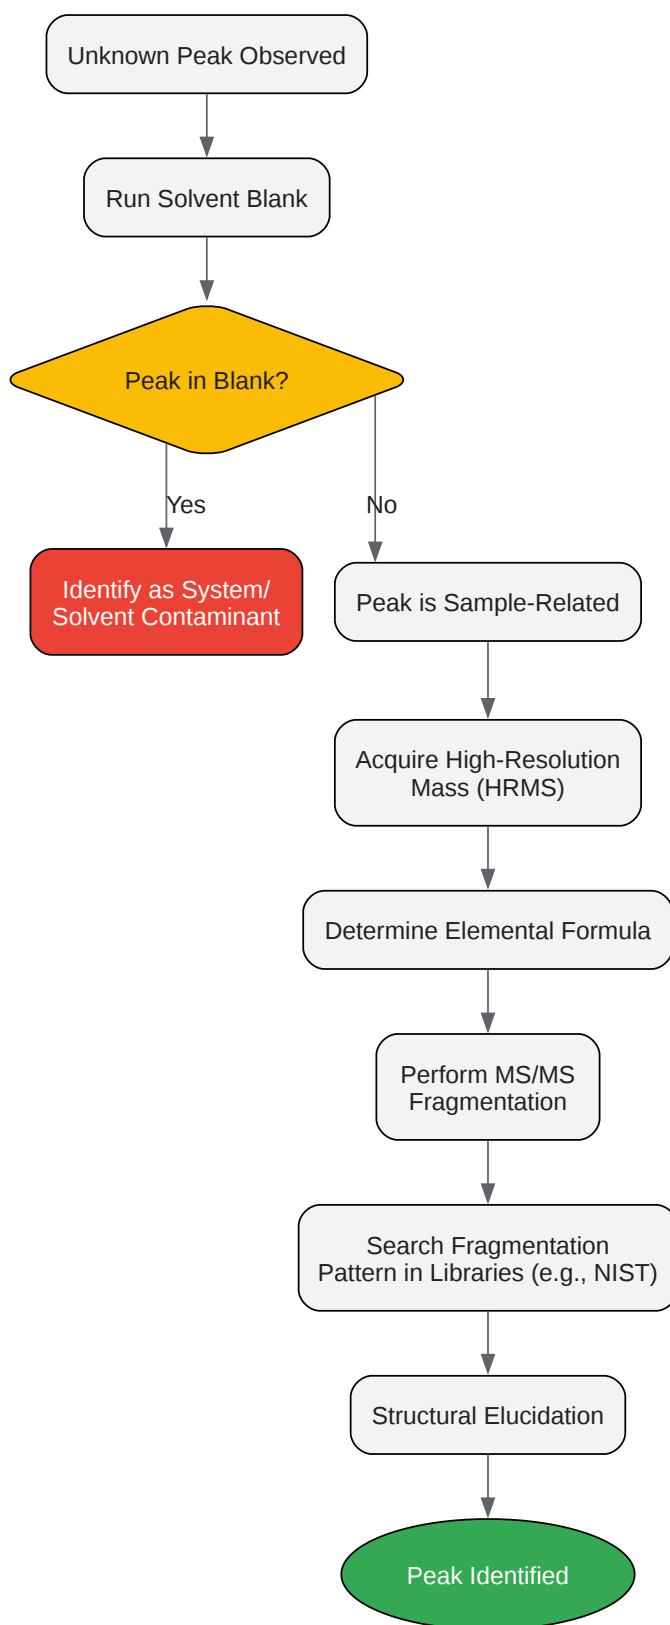 Unknown Peak Observed
Run Solvent Blank
Peak in Blank?
Yes
No
Identify as System/
Solvent Contaminant
Peak is Sample-Related
Acquire High-Resolution
Mass (HRMS)
Determine Elemental Formula
Perform MS/MS
Fragmentation
Search Fragmentation
Pattern in Libraries (e.g., NIST)
Structural Elucidation
Peak Identified